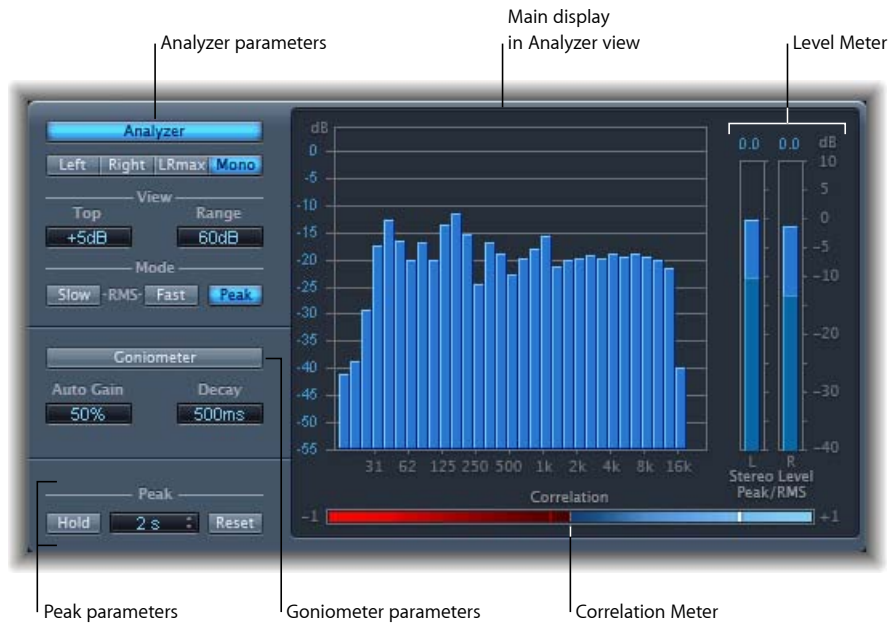 Main display
in Analyzer view
Analyzer parameters
Level Meter
Analyzer
Left Right LRmax Mono
View
Top Range
+5dB 60dB
Mode
Slow -RMS- Fast Peak
Goniometer
Auto Gain Decay
50% 500ms
Peak
Hold 2 s Reset
dB
0
-5
-10
-15
-20
-25
-30
-35
-40
-45
-50
-55
31 62 125 250 500 1k 2k 4k 8k 16k
0.0 0.0 dB
10
5
0
-5
-10
-20
-30
-40
L R
Stereo Level
Peak/RMS
Correlation
-1 +1
Peak parameters
Goniometer parameters
Correlation Meter